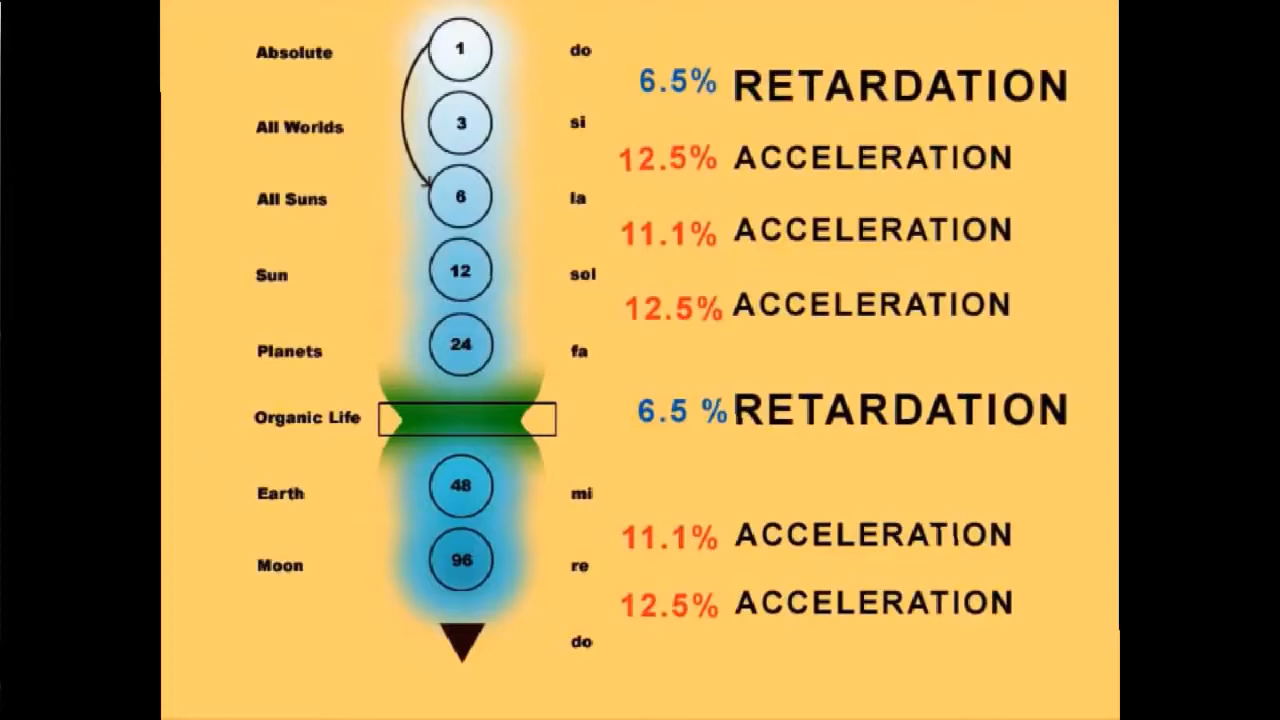 Absolute 1 do
6.5% RETARDATION
All Worlds 3 si
12.5% ACCELERATION
All Suns 6 la
11.1% ACCELERATION
Sun 12 sol
12.5% ACCELERATION
Planets 24 fa
Organic Life 6.5 % RETARDATION
Earth 48 mi
11.1% ACCELERATION
Moon 96 re
12.5% ACCELERATION
do